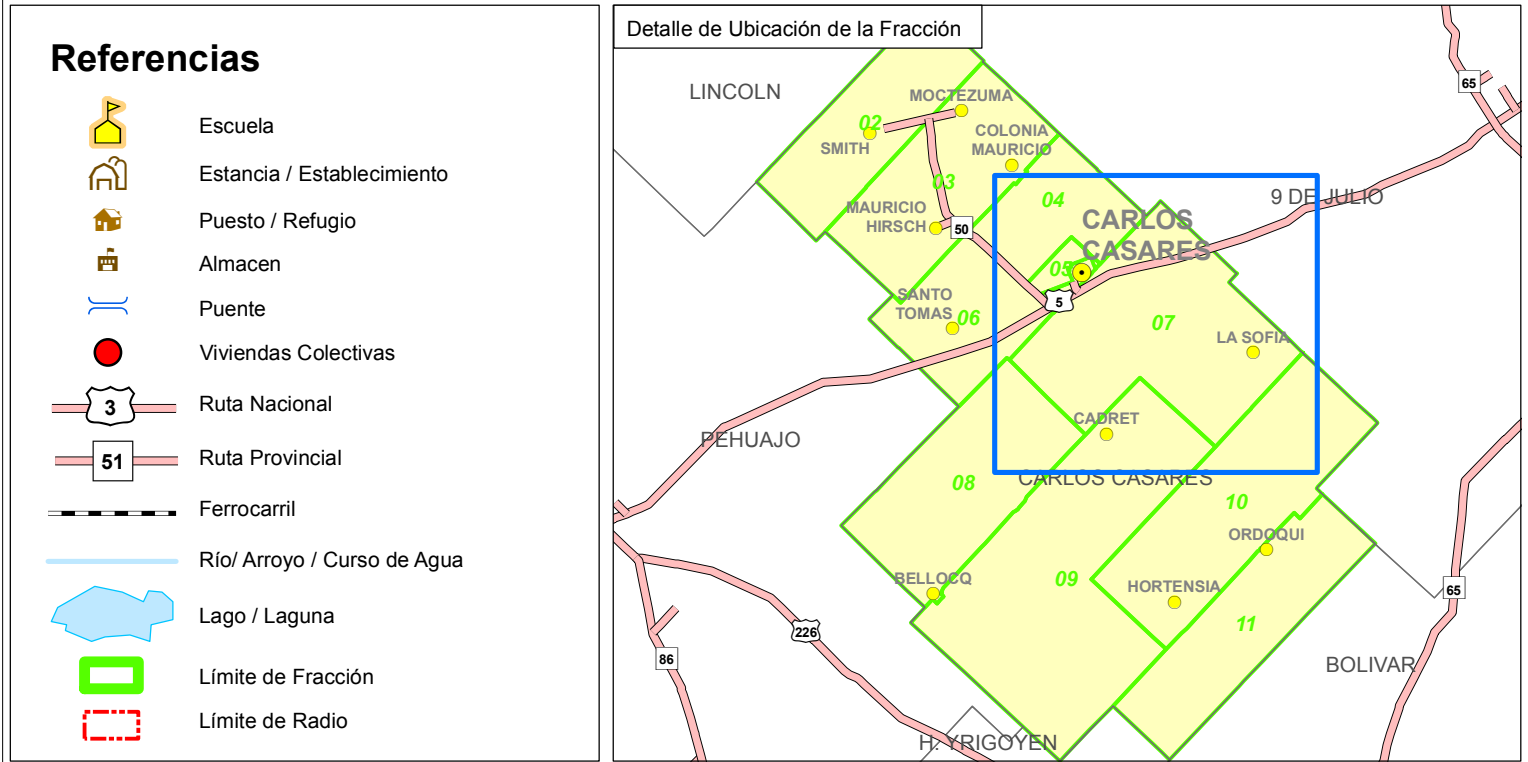 Referencias
Escuela
Estancia / Establecimiento
Puesto / Refugio
Almacen
Puente
Viviendas Colectivas
3
Ruta Nacional
51
Ruta Provincial
Ferrocarril
Río/ Arroyo / Curso de Agua
Lago / Laguna
Límite de Fracción
Límite de Radio
Detalle de Ubicación de la Fracción
LINCOLN
MOCTEZUMA
65
02
SMITH
COLONIA
MAURICIO
03
04
9 DE JULIO
MAURICIO
HIRSCH
50
CARLOS
CASARES
05
SANTO
TOMAS
06
5
07
LA SOFIA
PEHUAJO
CADRET
08
CARLOS CASARES
10
ORDOQUI
BELLOCQ
09
HORTENSIA
65
11
226
86
BOLIVAR
H. YRIGOYEN